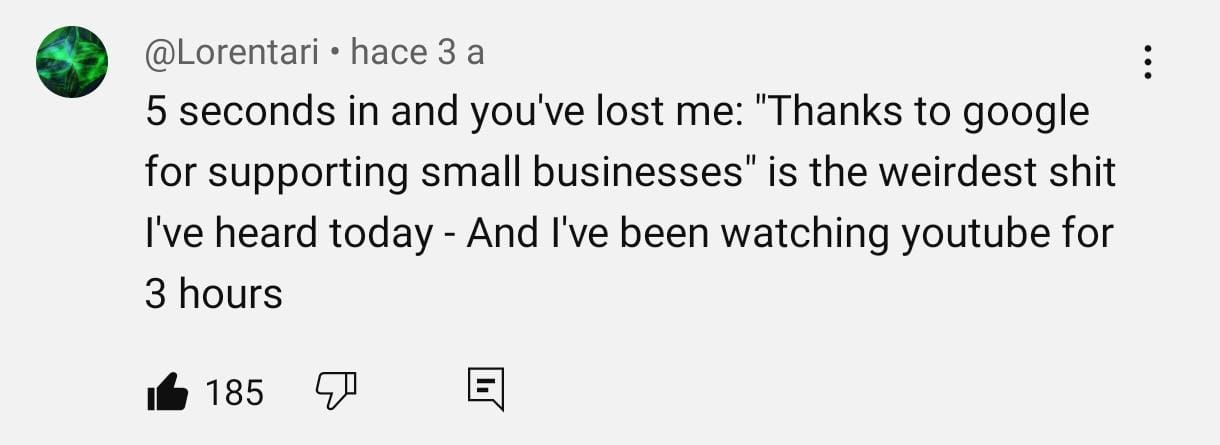 @Lorentari • hace 3 a
5 seconds in and you've lost me: "Thanks to google
for supporting small businesses" is the weirdest shit
I've heard today - And I've been watching youtube for
3 hours
185